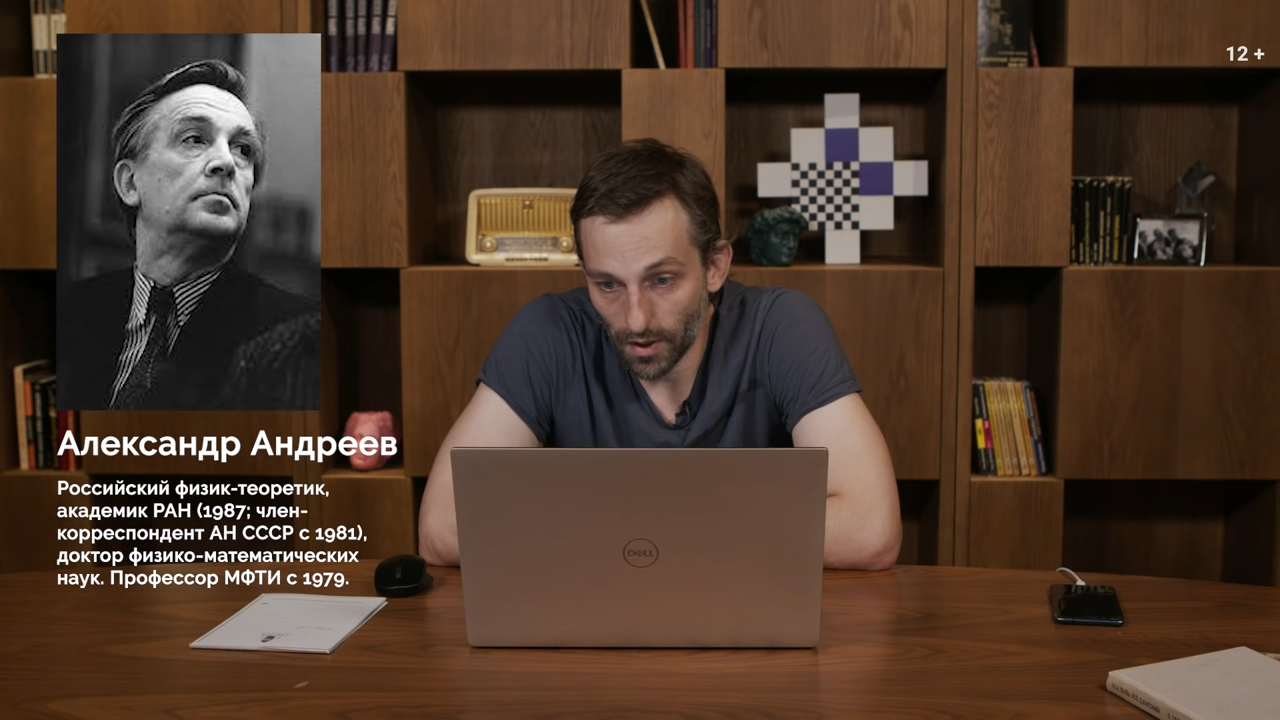 12 +
Александр Андреев
Российский физик-теоретик,
академик РАН (1987; член-
корреспондент АН СССР с 1981),
доктор физико-математических
наук. Профессор МФТИ с 1979.
DELL